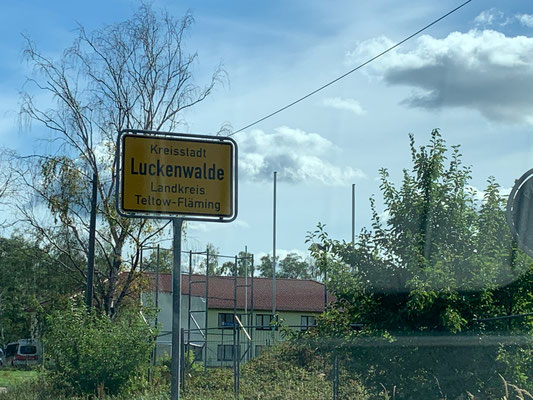 Kreisstadt
Luckenwalde
Landkreis
Teltow-Fläming